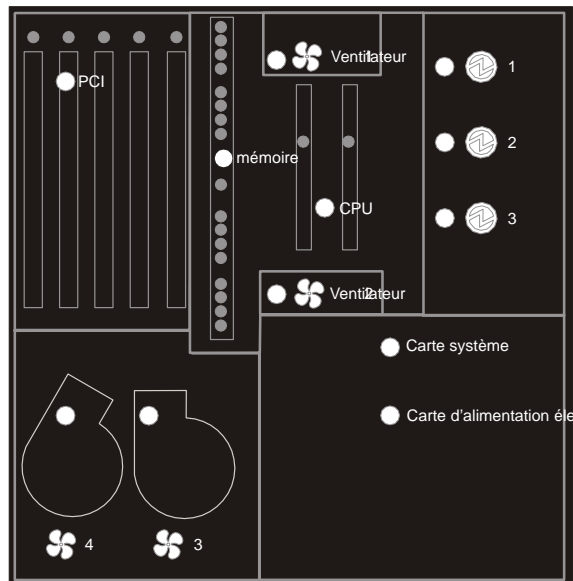 Ventilateur 1
1
PCI
2
mémoire
CPU
3
Ventilateur 2
Carte système
Carte d'alimentation éle
4
3